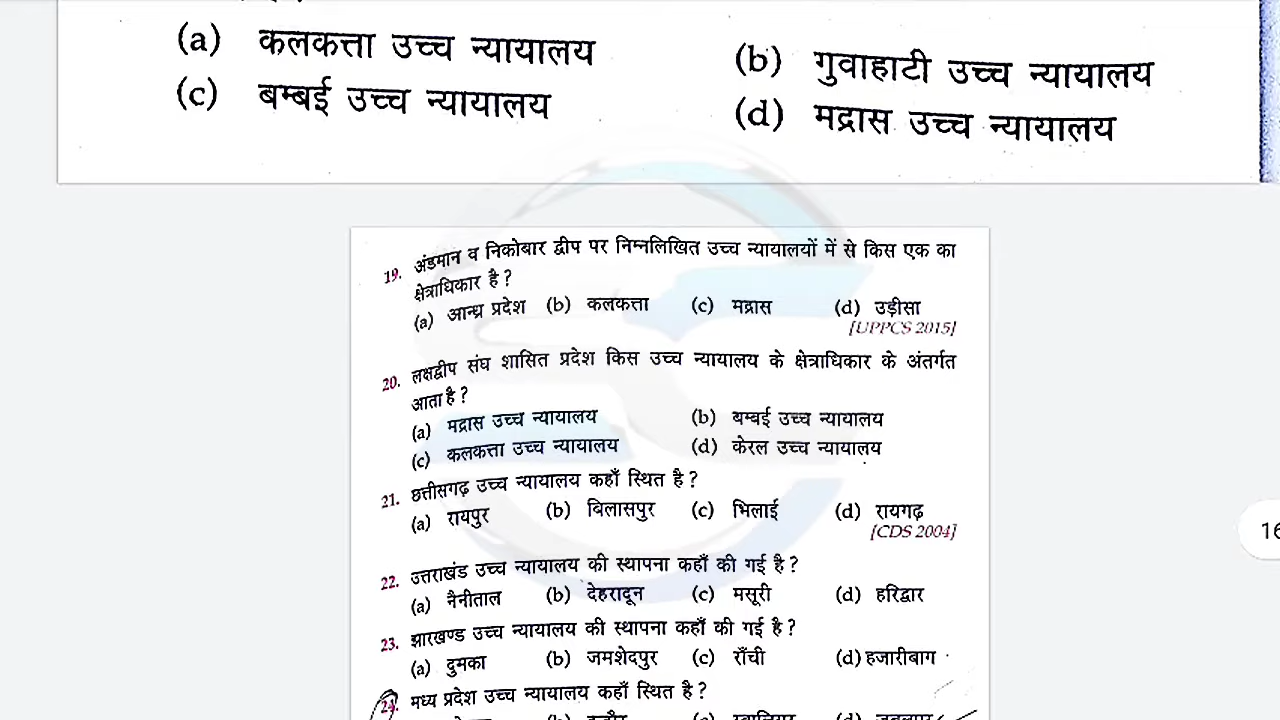 (a) कलकत्ता उच्च न्यायालय
(b) गुवाहाटी उच्च न्यायालय
(c) बम्बई उच्च न्यायालय
(d) मद्रास उच्च न्यायालय
19. अंडमान व निकोबार द्वीप पर निम्नलिखित उच्च न्यायालयों में से किस एक का
क्षेत्राधिकार है?
(a) आन्ध्र प्रदेश (b) कलकत्ता (c) मद्रास (d) उड़ीसा
[UPPCS 2015]
20. लक्षद्वीप संघ शासित प्रदेश किस उच्च न्यायालय के क्षेत्राधिकार के अंतर्गत
आता है?
(a) मद्रास उच्च न्यायालय (b) बम्बई उच्च न्यायालय
(c) कलकत्ता उच्च न्यायालय (d) केरल उच्च न्यायालय
21. छत्तीसगढ़ उच्च न्यायालय कहाँ स्थित है?
(a) रायपुर (b) बिलासपुर (c) भिलाई (d) रायगढ़
[CDS 2004]
22. उत्तराखंड उच्च न्यायालय की स्थापना कहाँ की गई है?
(a) नैनीताल (b) देहरादून (c) मसूरी (d) हरिद्वार
23. झारखण्ड उच्च न्यायालय की स्थापना कहाँ की गई है?
(a) दुमका (b) जमशेदपुर (c) राँची (d) हजारीबाग
24. मध्य प्रदेश उच्च न्यायालय कहाँ स्थित है?
16